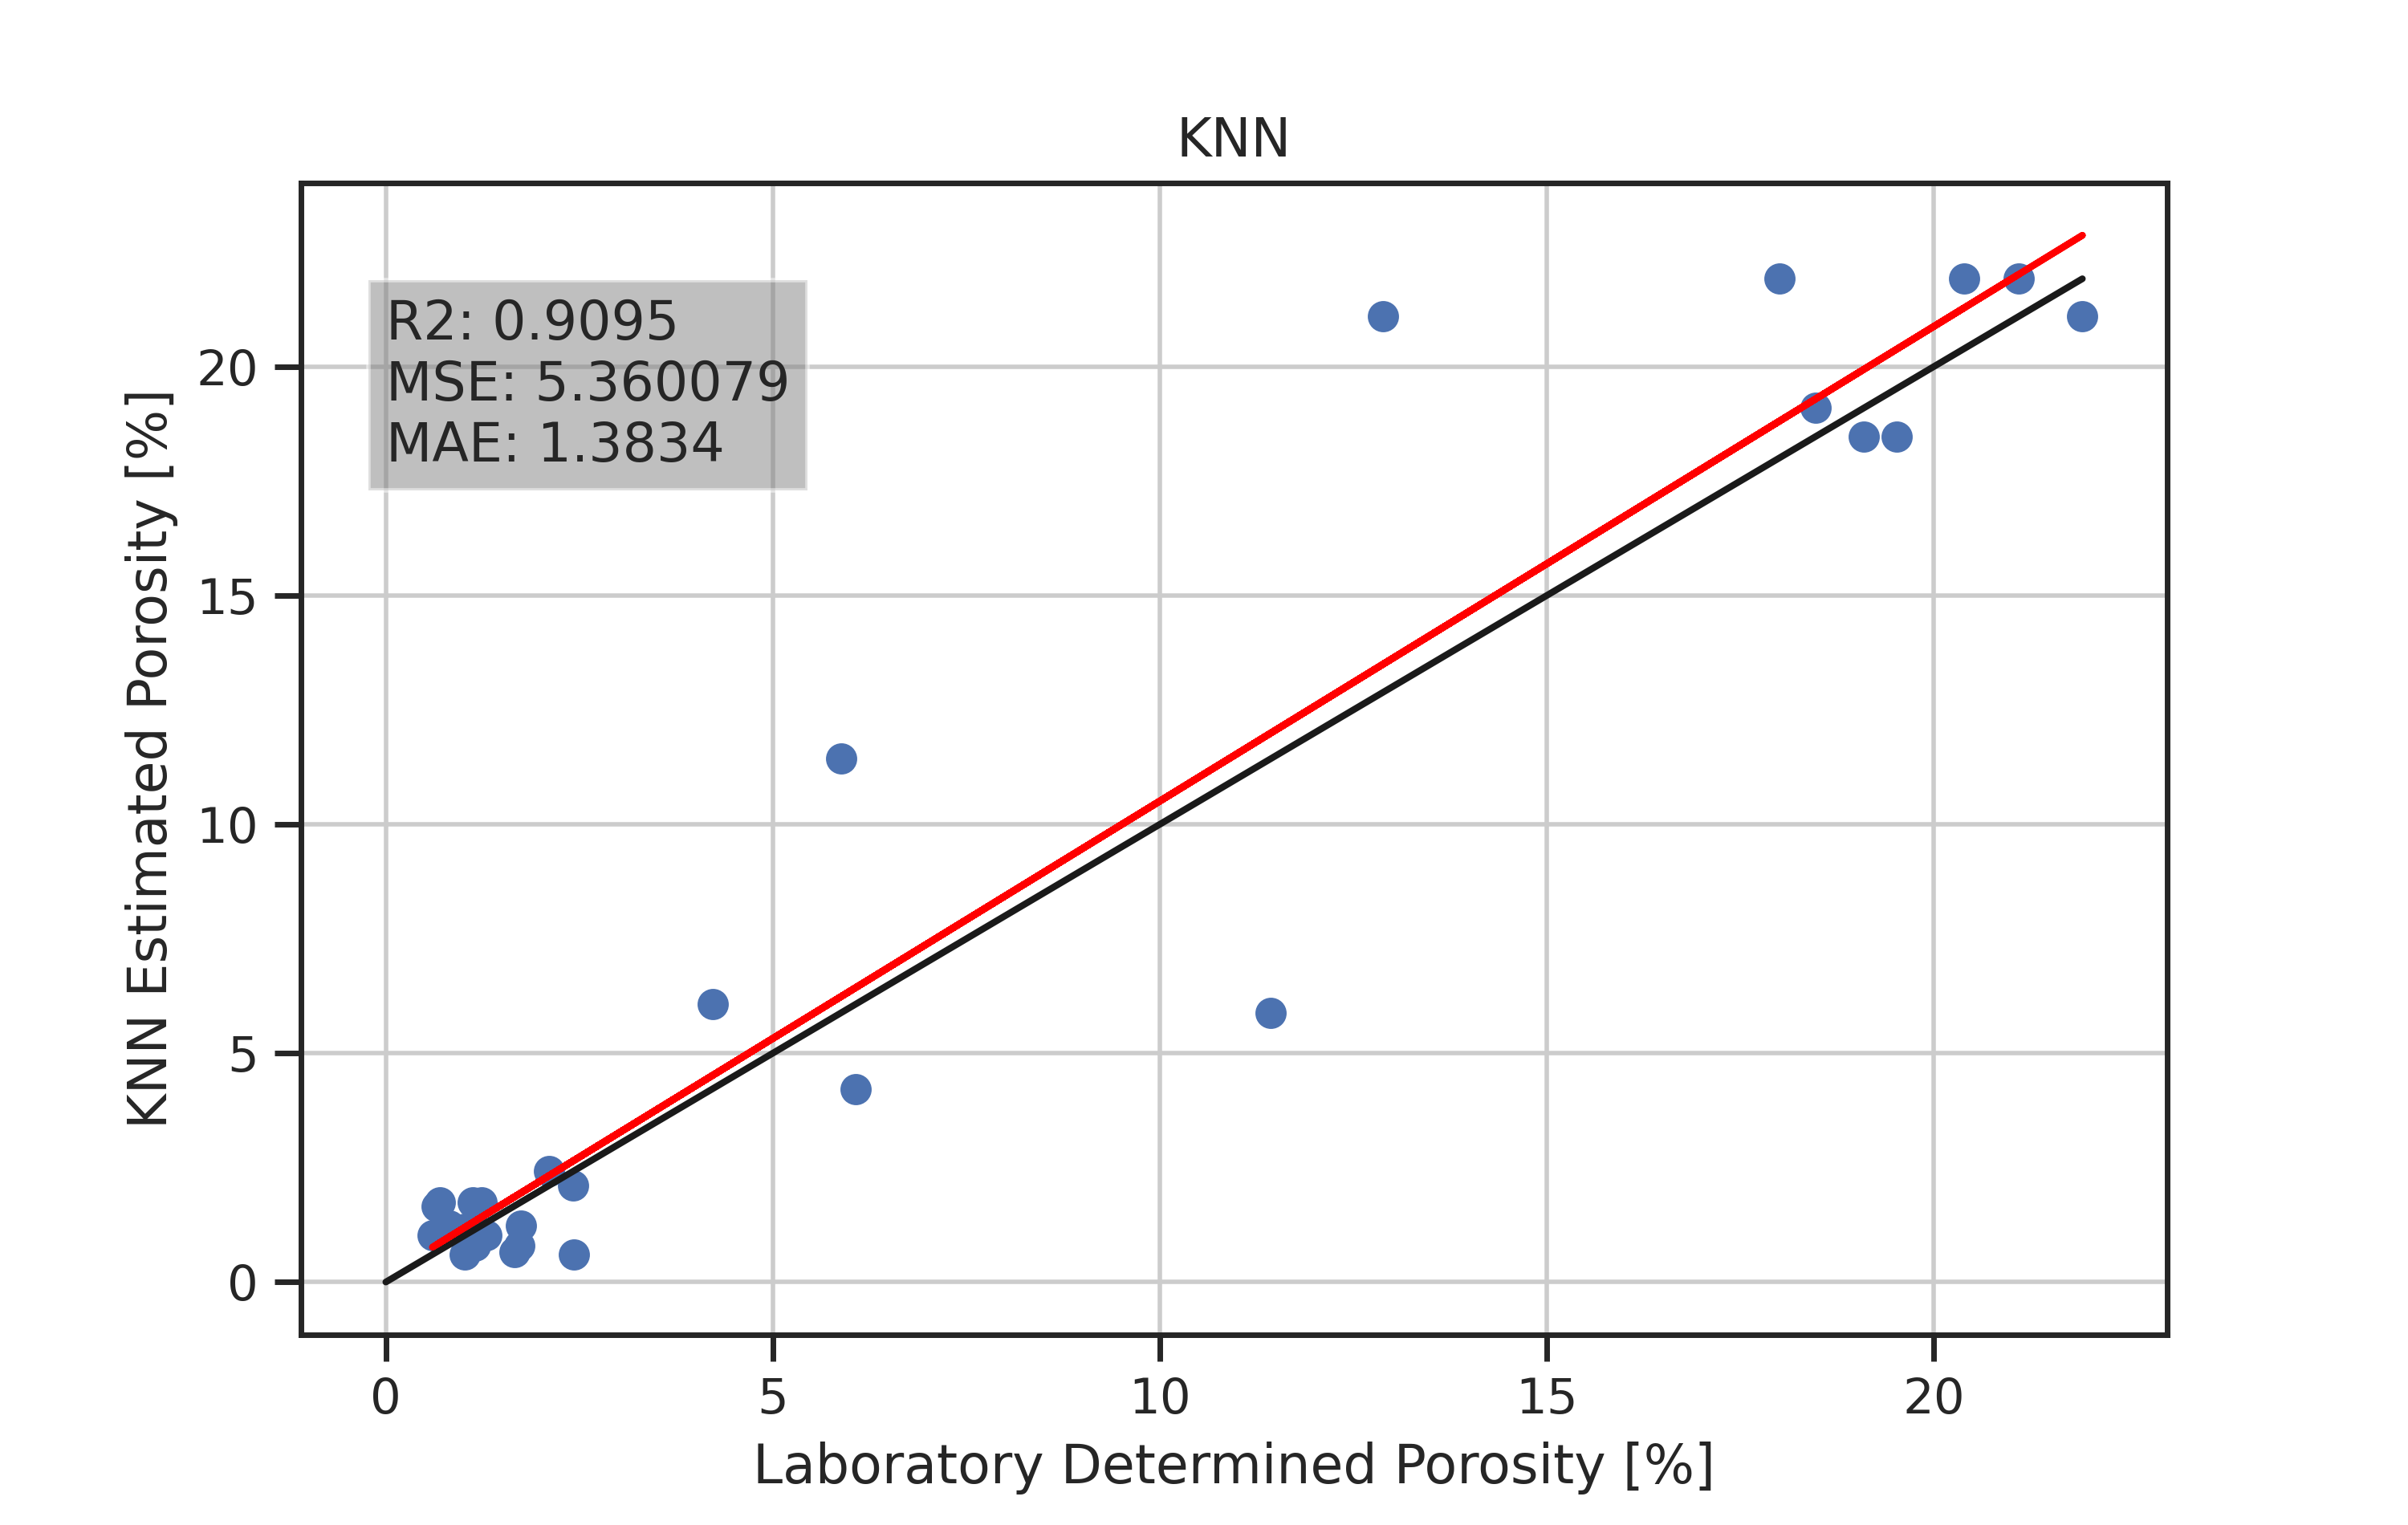 KNN
R2: 0.9095
MSE: 5.360079
MAE: 1.3834
KNN Estimated Porosity [%]
20
15
10
5
0
0 5 10 15 20
Laboratory Determined Porosity [%]